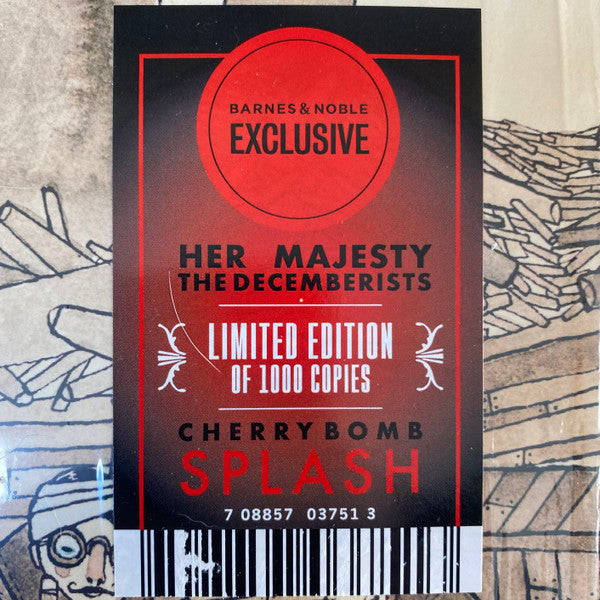 BARNES & NOBLE
EXCLUSIVE
HER MAJESTY
THE DECEMBERISTS
LIMITED EDITION
OF 1000 COPIES
CHERRY BOMB
SPLASH
7 08857 03751 3